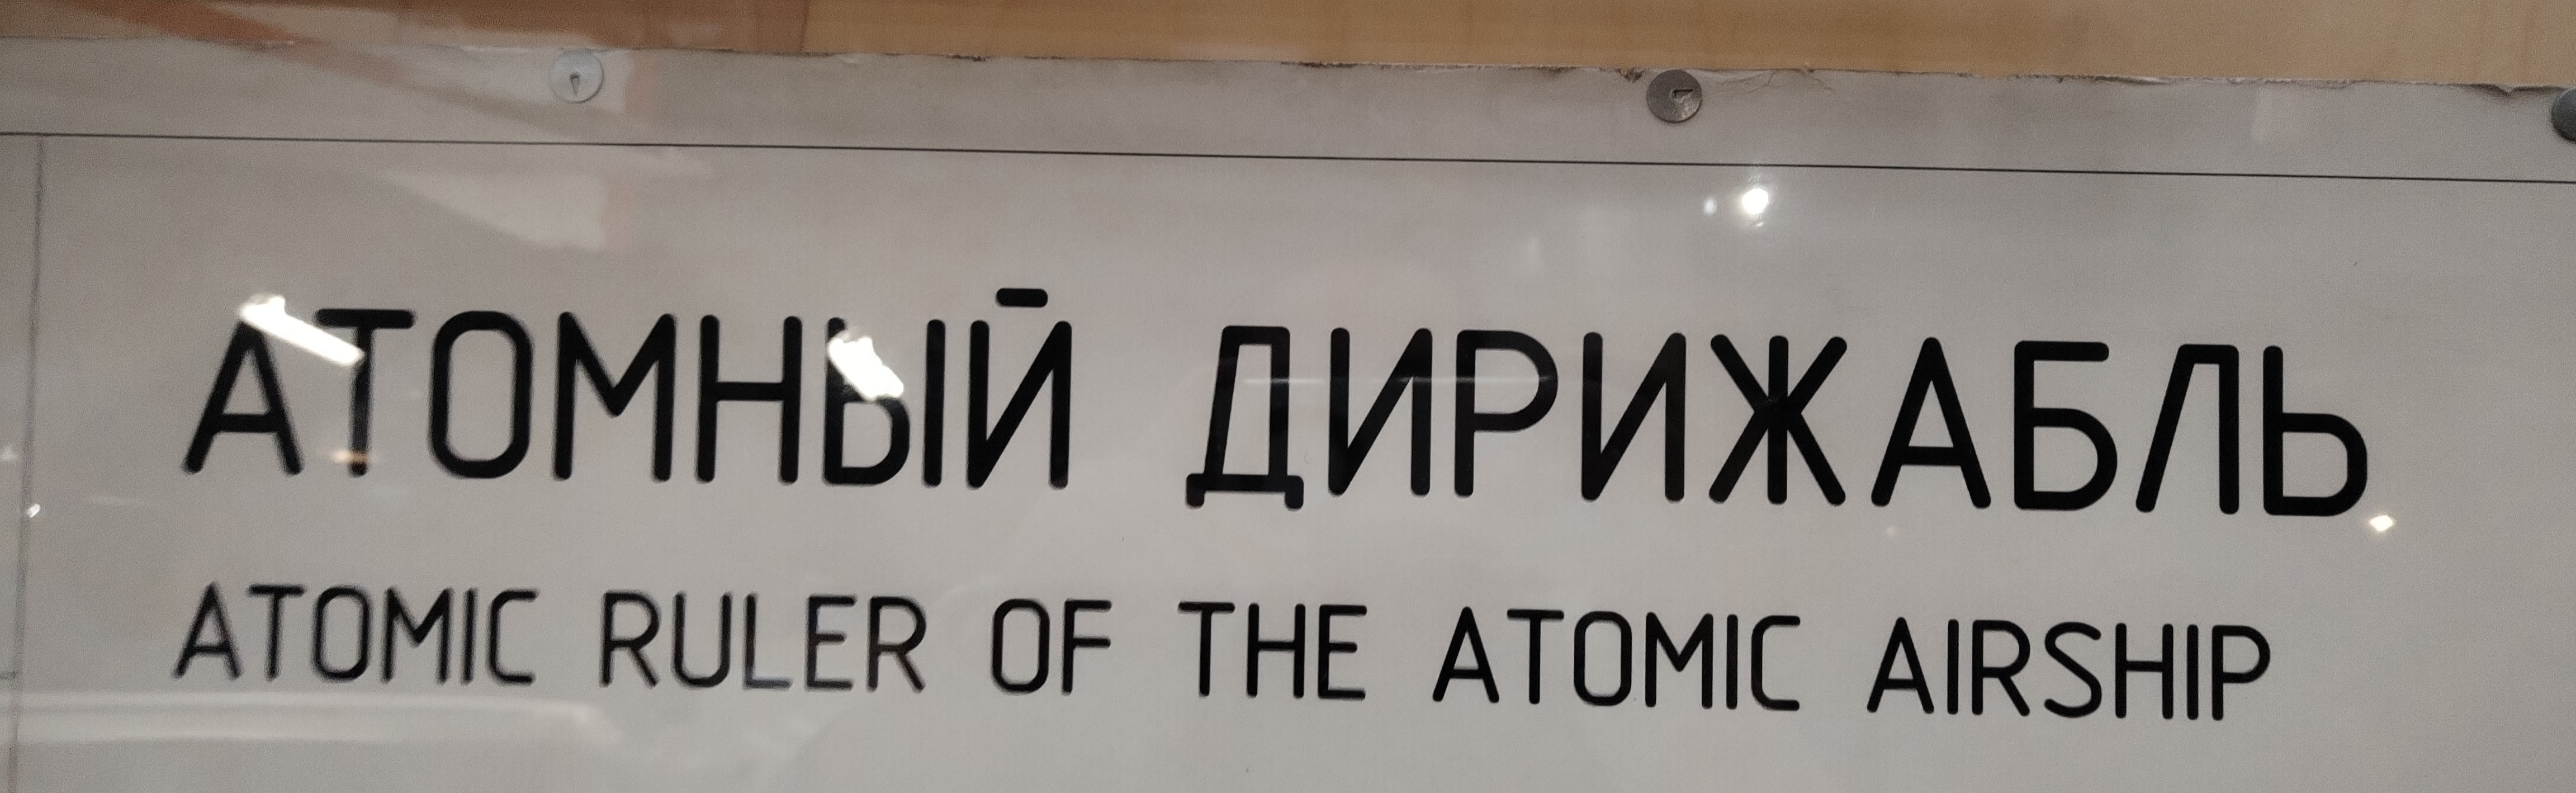 АТОМНЫЙ ДИРИЖАБЛЬ
ATOMIC RULER OF THE ATOMIC AIRSHIP